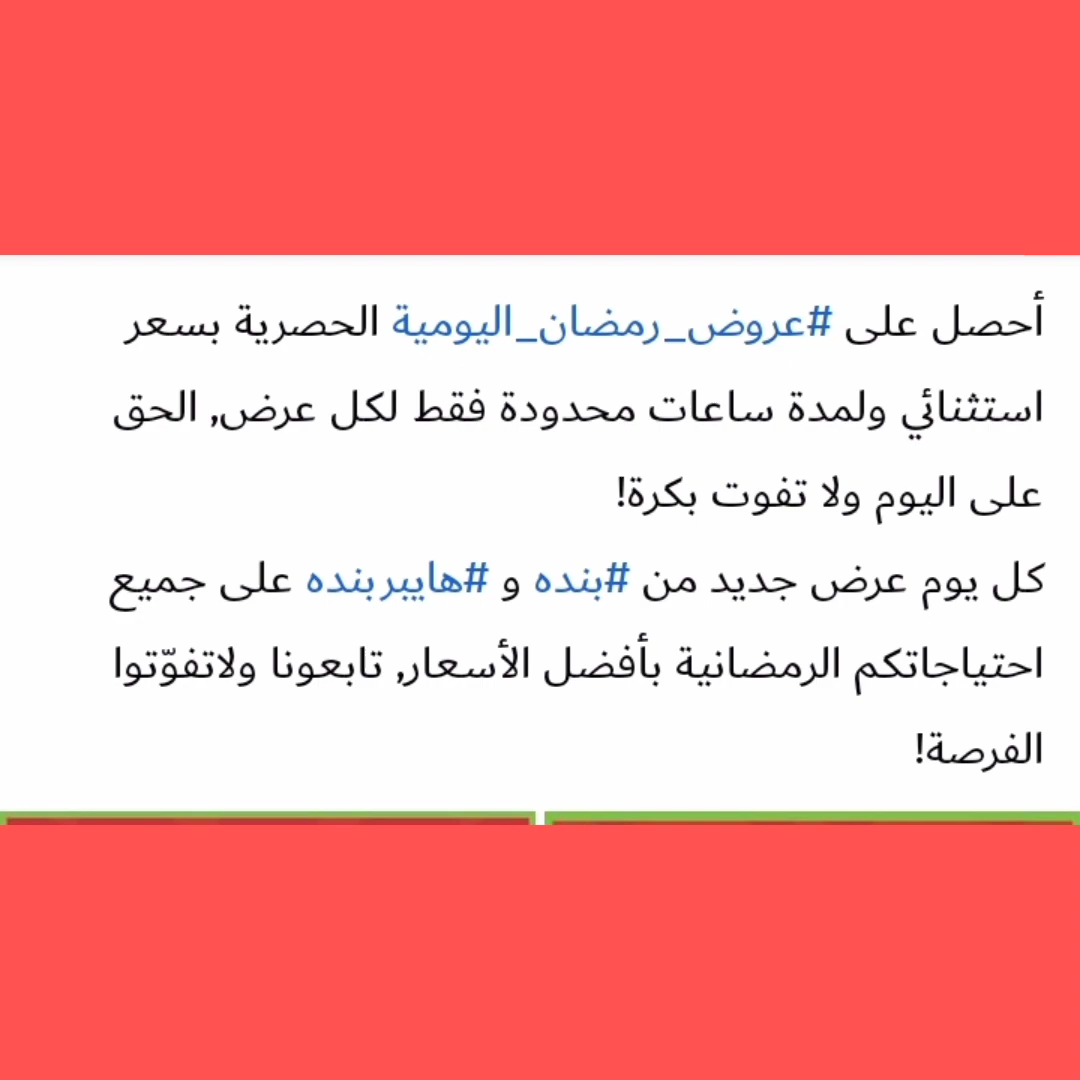 أحصل على #عروض_رمضان_اليومية الحصرية بسعر
استثنائي ولمدة ساعات محدودة فقط لكل عرض, الحق
على اليوم ولا تفوت بكرة!
كل يوم عرض جديد من #بنده و #هايبربنده على جميع
احتياجاتكم الرمضانية بأفضل الأسعار, تابعونا ولاتفوّتوا
الفرصة!